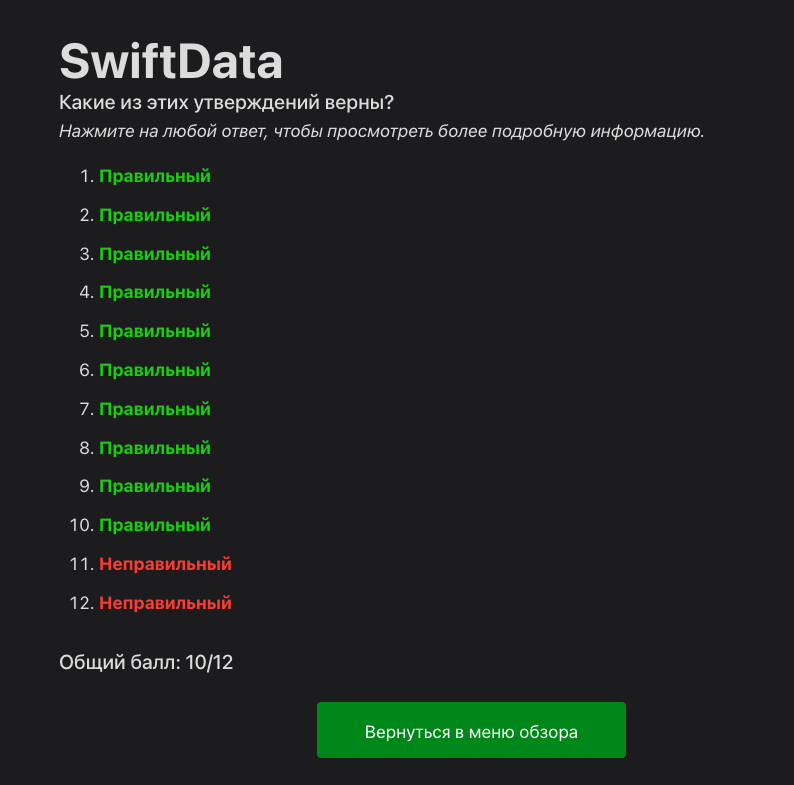 SwiftData
Какие из этих утверждений верны?
Нажмите на любой ответ, чтобы просмотреть более подробную информацию.
1. Правильный
2. Правильный
3. Правильный
4. Правильный
5. Правильный
6. Правильный
7. Правильный
8. Правильный
9. Правильный
10. Правильный
11. Неправильный
12. Неправильный
Общий балл: 10/12
Вернуться в меню обзора